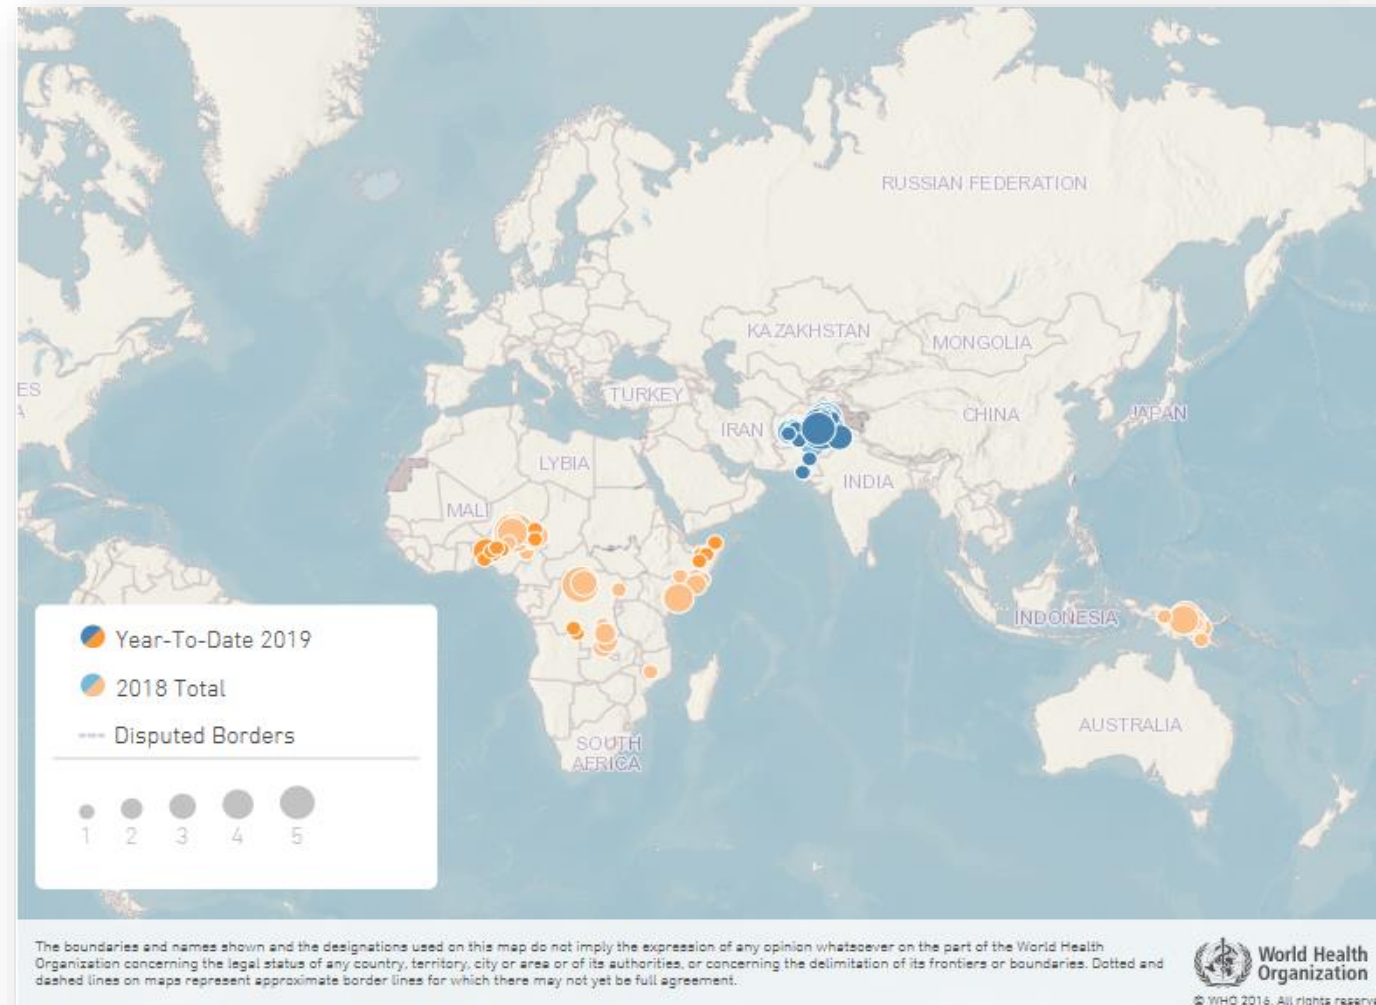 RUSSIAN FEDERATION
KAZAKHSTAN
MONGOLIA
ES
A
TURKEY
CHINA
JAPAN
IRAN
LYBIA
INDIA
MALI
INDONESIA
AUSTRALIA
SOUTH
AFRICA
Year-To-Date 2019
2018 Total
Disputed Borders
1 2 3 4 5
The boundaries and names shown and the designations used on this map do not imply the expression of any opinion whatsoever on the part of the World Health
Organization concerning the legal status of any country, territory, city or area or of its authorities, or concerning the delimitation of its frontiers or boundaries. Dotted and
dashed lines on maps represent approximate border lines for which there may not yet be full agreement.
World Health
Organization
© WHO 2016. All rights reserve